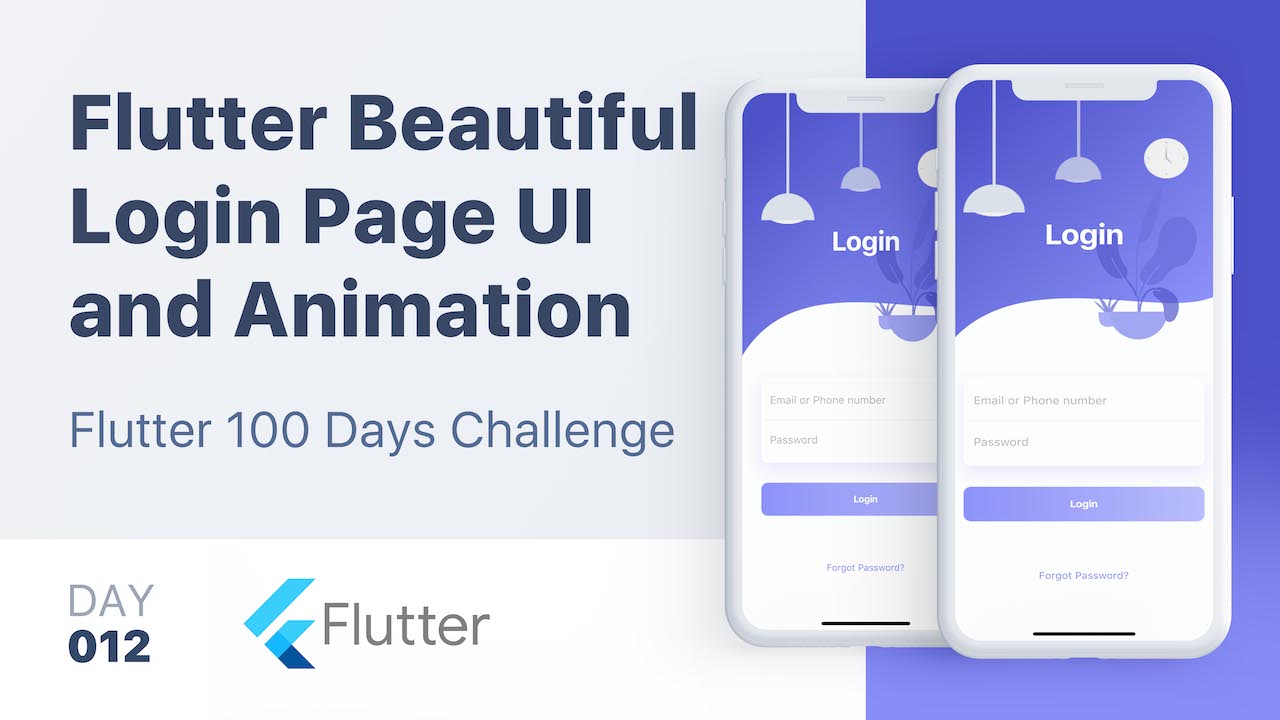 Flutter Beautiful
Login Page UI
and Animation
Flutter 100 Days Challenge
DAY
012
Flutter
Login
Email or Phone number
Password
Login
Forgot Password?
Login
Email or Phone number
Password
Login
Forgot Password?